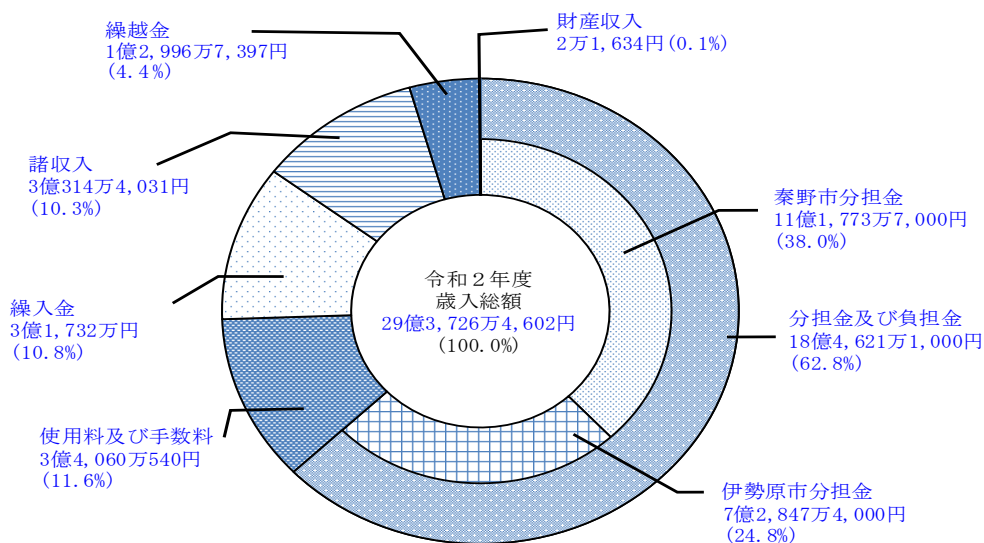 繰越金
1億2,996万7,397円
(4.4%)
財産収入
2万1,634円(0.1%)
諸収入
3億314万4,031円
(10.3%)
秦野市分担金
11億1,773万7,000円
(38.0%)
繰入金
3億1,732万円
(10.8%)
令和２年度
歳入総額
29億3,726万4,602円
(100.0%)
分担金及び負担金
18億4,621万1,000円
(62.8%)
使用料及び手数料
3億4,060万540円
(11.6%)
伊勢原市分担金
7億2,847万4,000円
(24.8%)